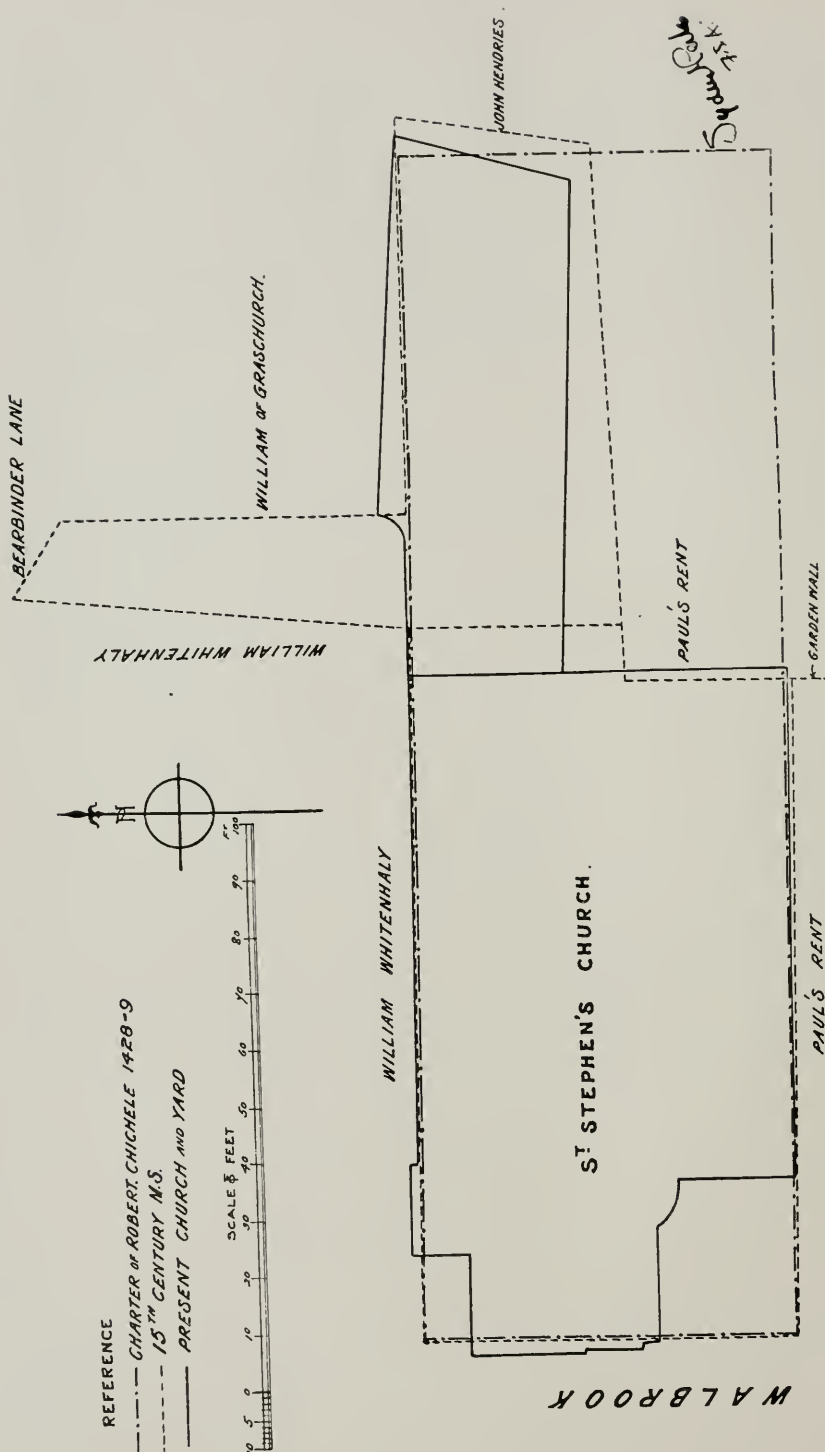 REFERENCE
CHARTER OF ROBERT CHICHELE 1428-9
15TH CENTURY M.S.
PRESENT CHURCH AND YARD
SCALE OF FEET
10 5 0 10 20 30 40 50 60 70 80 90 100 FT
BEARBINDER LANE
WILLIAM OF GRASCHURCH.
JOHN HENDRIES.
WILLIAM WHITENHALY
WILLIAM WHITENHALY
ST STEPHEN'S CHURCH.
PAUL'S RENT
GARDEN WALL
PAUL'S RENT
WALBROOK